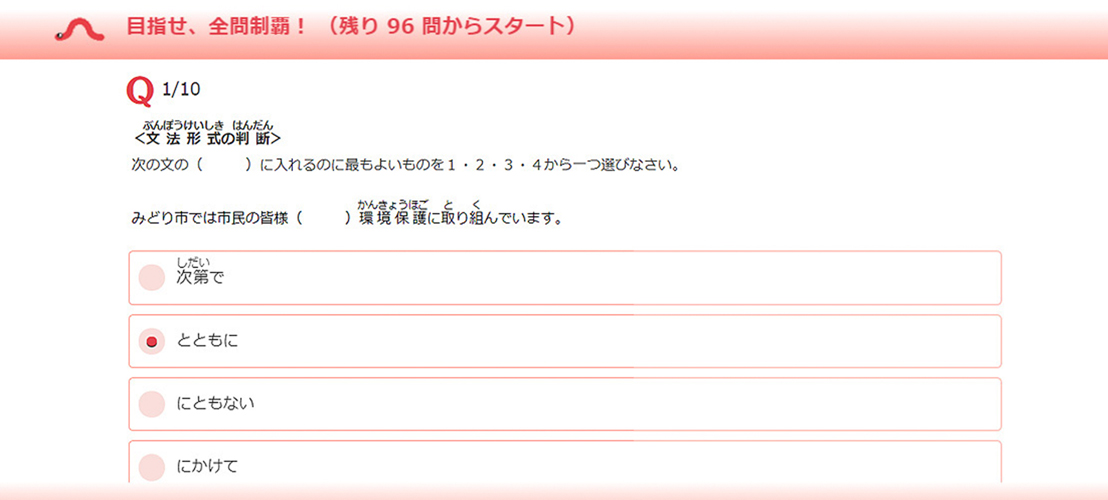 目指せ、全問制覇！ （残り 96 問からスタート）
Q 1/10
ぶんぽうけいしき はんだん
<文法形式の判断>
次の文の（　　　）に入れるのに最もよいものを１・２・３・４から一つ選びなさい。
かんきょうほご と く
みどり市では市民の皆様（　　　）環境保護に取り組んでいます。
しだい
次第で
とともに
にともない
にかけて